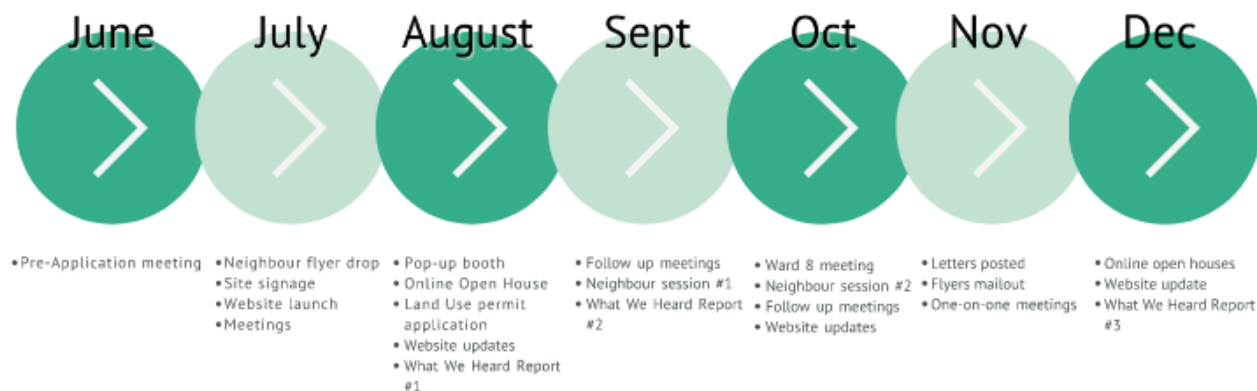 June
July
August
Sept
Oct
Nov
Dec
• Pre-Application meeting
• Neighbour flyer drop
• Site signage
• Website launch
• Meetings
• Pop-up booth
• Online Open House
• Land Use permit
application
• Website updates
• What We Heard Report
#1
• Follow up meetings
• Neighbour session #1
• What We Heard Report
#2
• Ward 8 meeting
• Neighbour session #2
• Follow up meetings
• Website updates
• Letters posted
• Flyers mailout
• One-on-one meetings
• Online open houses
• Website update
• What We Heard Report
#3